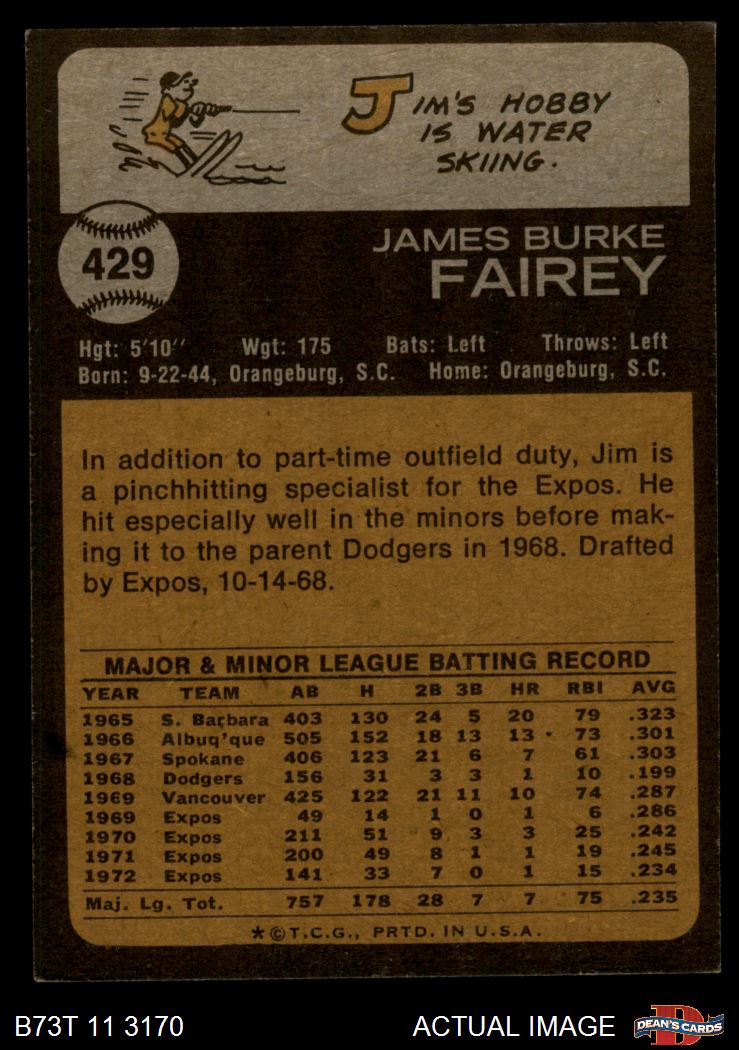 JIM'S HOBBY
IS WATER
SKIING.
429
JAMES BURKE
FAIREY
Hgt: 5'10'' Wgt: 175 Bats: Left Throws: Left
Born: 9-22-44, Orangeburg, S.C. Home: Orangeburg, S.C.
In addition to part-time outfield duty, Jim is
a pinchhitting specialist for the Expos. He
hit especially well in the minors before mak-
ing it to the parent Dodgers in 1968. Drafted
by Expos, 10-14-68.
MAJOR & MINOR LEAGUE BATTING RECORD
YEAR TEAM AB H 2B 3B HR RBI AVG
1965 S. Barbara 403 130 24 5 20 79 .323
1966 Albuq'que 505 152 18 13 13 73 .301
1967 Spokane 406 123 21 6 7 61 .303
1968 Dodgers 156 31 3 3 1 10 .199
1969 Vancouver 425 122 21 11 10 74 .287
1969 Expos 49 14 1 0 1 6 .286
1970 Expos 211 51 9 3 3 25 .242
1971 Expos 200 49 8 1 1 19 .245
1972 Expos 141 33 7 0 1 15 .234
Maj. Lg. Tot. 757 178 28 7 7 75 .235
*©T.C.G., PRTD. IN U.S.A.
B73T 11 3170 ACTUAL IMAGE D DEAN'S CARDS